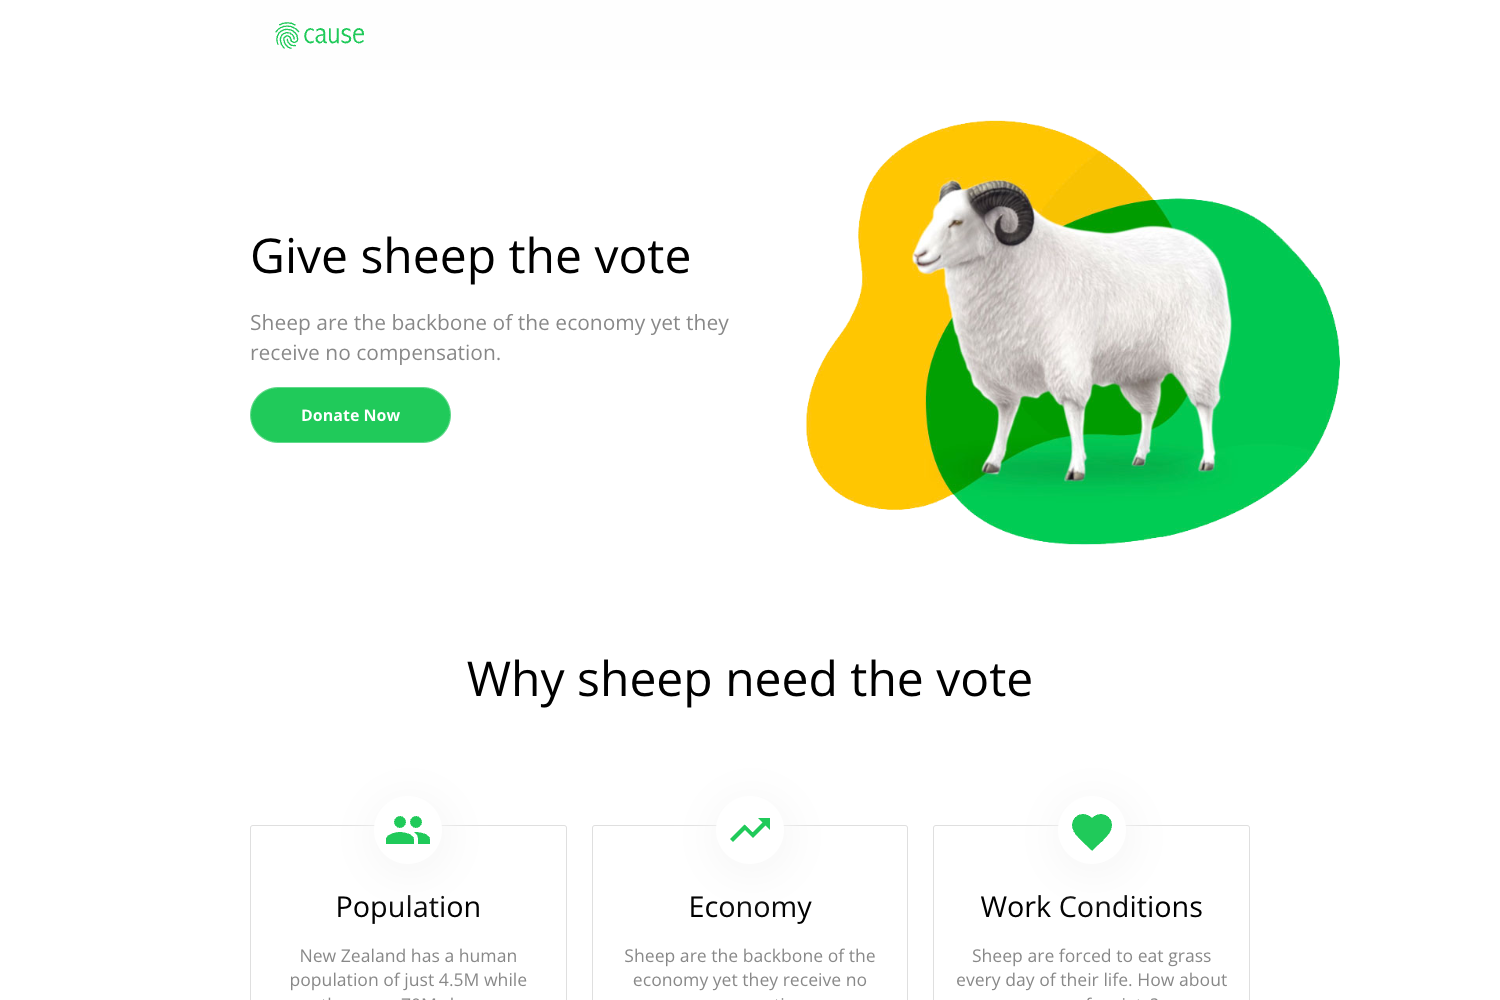 cause
Give sheep the vote
Sheep are the backbone of the economy yet they
receive no compensation.
Donate Now
Why sheep need the vote
Population
New Zealand has a human
population of just 4.5M while
Economy
Sheep are the backbone of the
economy yet they receive no
Work Conditions
Sheep are forced to eat grass
every day of their life. How about